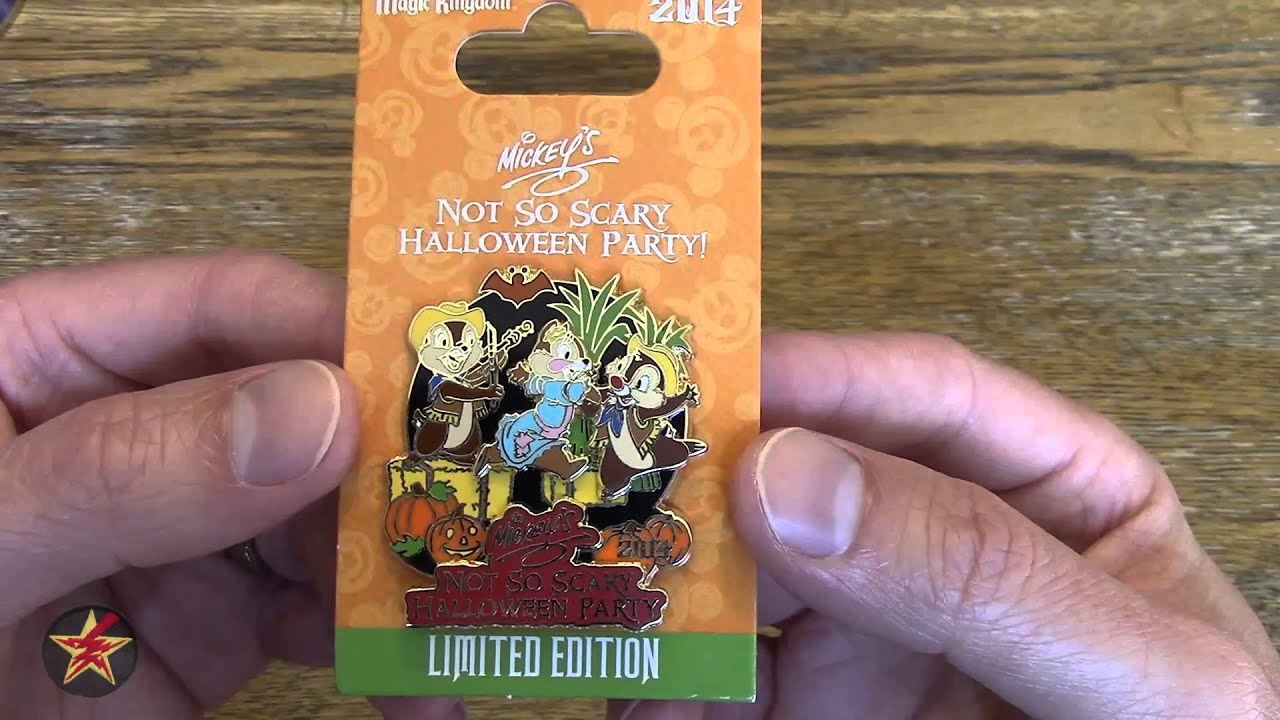 Magic Kingdom
2014
MICKEY'S
NOT SO SCARY
HALLOWEEN PARTY!
MICKEY'S
2014
NOT SO SCARY
HALLOWEEN PARTY
LIMITED EDITION